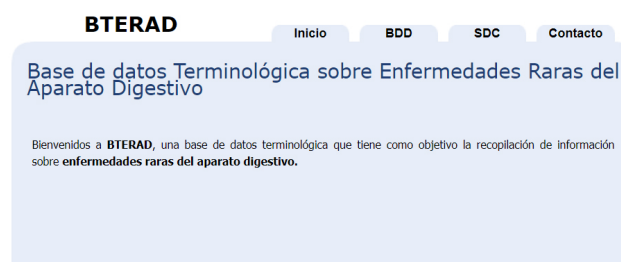 BTERAD
Inicio BDD SDC Contacto
Base de datos Terminológica sobre Enfermedades Raras del
Aparato Digestivo
Bienvenidos a BTERAD, una base de datos terminológica que tiene como objetivo la recopilación de información
sobre enfermedades raras del aparato digestivo.